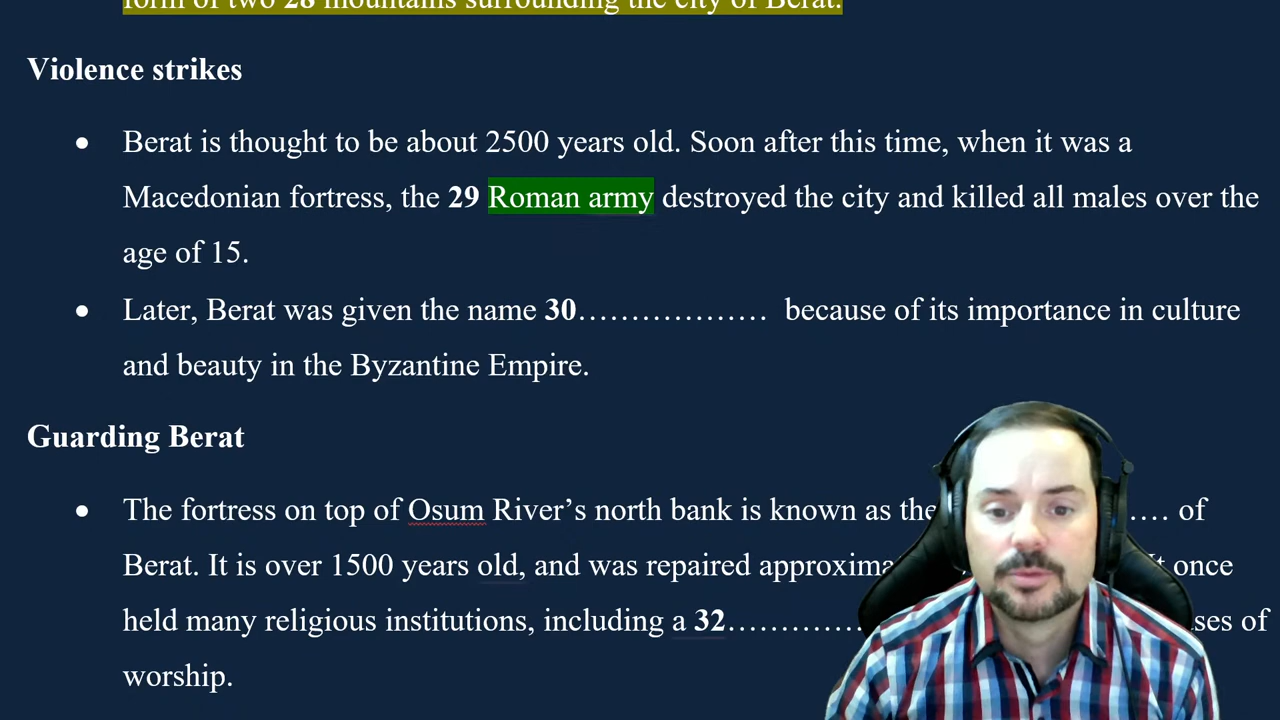 form of two 28 mountains surrounding the city of Berat.
Violence strikes
• Berat is thought to be about 2500 years old. Soon after this time, when it was a
Macedonian fortress, the 29 Roman army destroyed the city and killed all males over the
age of 15.
• Later, Berat was given the name 30.................. because of its importance in culture
and beauty in the Byzantine Empire.
Guarding Berat
• The fortress on top of Osum River’s north bank is known as the .... of
Berat. It is over 1500 years old, and was repaired once
held many religious institutions, including a 32............. of
worship.